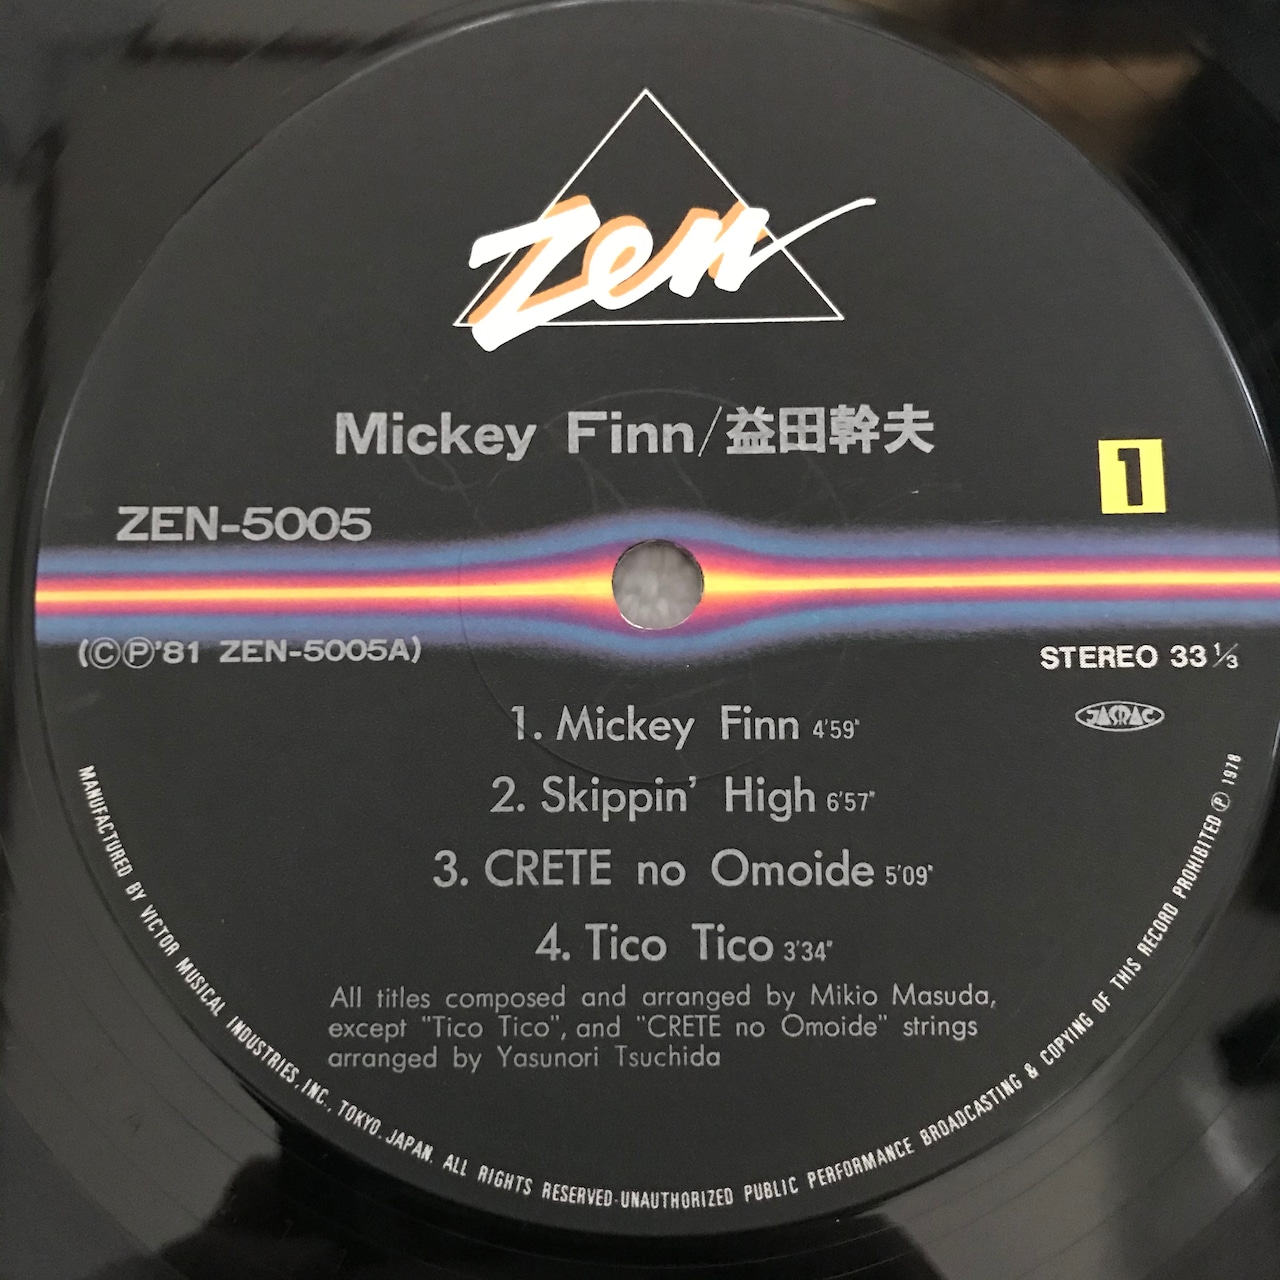 Zen
Mickey Finn/益田幹夫
1
ZEN-5005
(ⒸⓅ'81 ZEN-5005A)
STEREO 33⅓
JASRAC
1. Mickey Finn 4'59"
2. Skippin' High 6'57"
3. CRETE no Omoide 5'09"
4. Tico Tico 3'34"
All titles composed and arranged by Mikio Masuda,
except "Tico Tico", and "CRETE no Omoide" strings
arranged by Yasunori Tsuchida
MANUFACTURED BY VICTOR MUSICAL INDUSTRIES, INC., TOKYO. JAPAN. ALL RIGHTS RESERVED·UNAUTHORIZED PUBLIC PERFORMANCE BROADCASTING & COPYING OF THIS RECORD PROHIBITED Ⓟ 1978